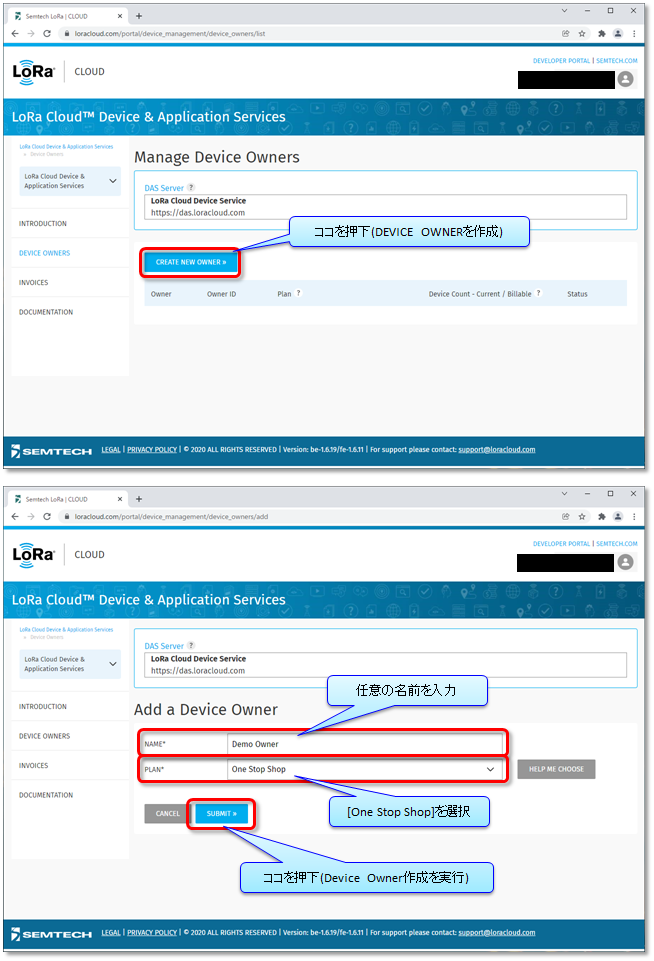 Semtech LoRa | CLOUD
loracloud.com/portal/device_management/device_owners/list
DEVELOPER PORTAL | SEMTECH.COM
LoRa CLOUD
LoRa Cloud™ Device & Application Services
LoRa Cloud Device & Application Services
Device Owners
LoRa Cloud Device &
Application Services
INTRODUCTION
DEVICE OWNERS
INVOICES
DOCUMENTATION
Manage Device Owners
DAS Server ?
LoRa Cloud Device Service
https://das.loracloud.com
ココを押下(DEVICE OWNERを作成)
CREATE NEW OWNER »
Owner Owner ID Plan ? Device Count - Current / Billable ? Status
SEMTECH LEGAL | PRIVACY POLICY | © 2020 ALL RIGHTS RESERVED | Version: be-1.6.19/fe-1.6.11 | For support please contact: support@loracloud.com
Semtech LoRa | CLOUD
loracloud.com/portal/device_management/device_owners/add
DEVELOPER PORTAL | SEMTECH.COM
LoRa CLOUD
LoRa Cloud™ Device & Application Services
LoRa Cloud Device & Application Services
Device Owners
LoRa Cloud Device &
Application Services
INTRODUCTION
DEVICE OWNERS
INVOICES
DOCUMENTATION
DAS Server ?
LoRa Cloud Device Service
https://das.loracloud.com
任意の名前を入力
Add a Device Owner
NAME* Demo Owner
PLAN* One Stop Shop HELP ME CHOOSE
[One Stop Shop]を選択
CANCEL SUBMIT »
ココを押下(Device Owner作成を実行)
SEMTECH LEGAL | PRIVACY POLICY | © 2020 ALL RIGHTS RESERVED | Version: be-1.6.19/fe-1.6.11 | For support please contact: support@loracloud.com